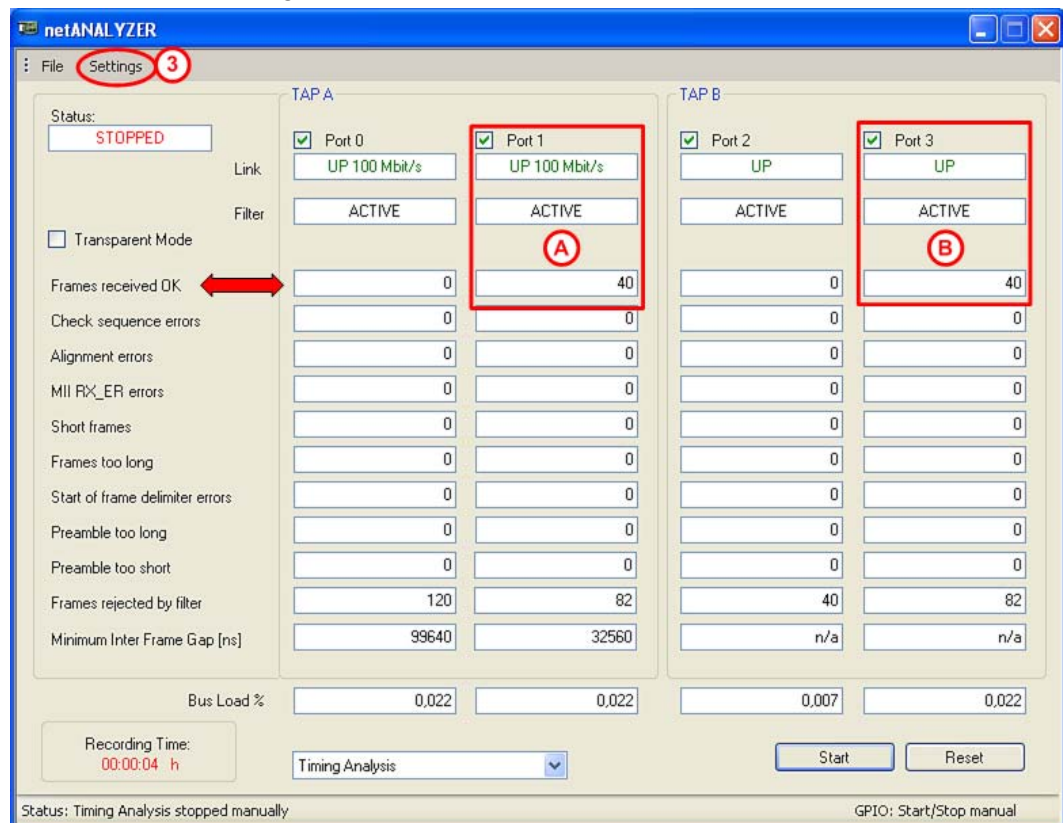 netANALYZER
File Settings 3
TAP A TAP B
Status:
STOPPED
Port 0 Port 1 Port 2 Port 3
Link UP 100 Mbit/s UP 100 Mbit/s UP UP
Filter ACTIVE ACTIVE ACTIVE ACTIVE
Transparent Mode
A B
Frames received OK 0 40 0 40
Check sequence errors 0 0 0 0
Alignment errors 0 0 0 0
MII RX_ER errors 0 0 0 0
Short frames 0 0 0 0
Frames too long 0 0 0 0
Start of frame delimiter errors 0 0 0 0
Preamble too long 0 0 0 0
Preamble too short 0 0 0 0
Frames rejected by filter 120 82 40 82
Minimum Inter Frame Gap [ns] 99640 32560 n/a n/a
Bus Load % 0,022 0,022 0,007 0,022
Recording Time:
00:00:04 h
Timing Analysis Start Reset
Status: Timing Analysis stopped manually GPIO: Start/Stop manual